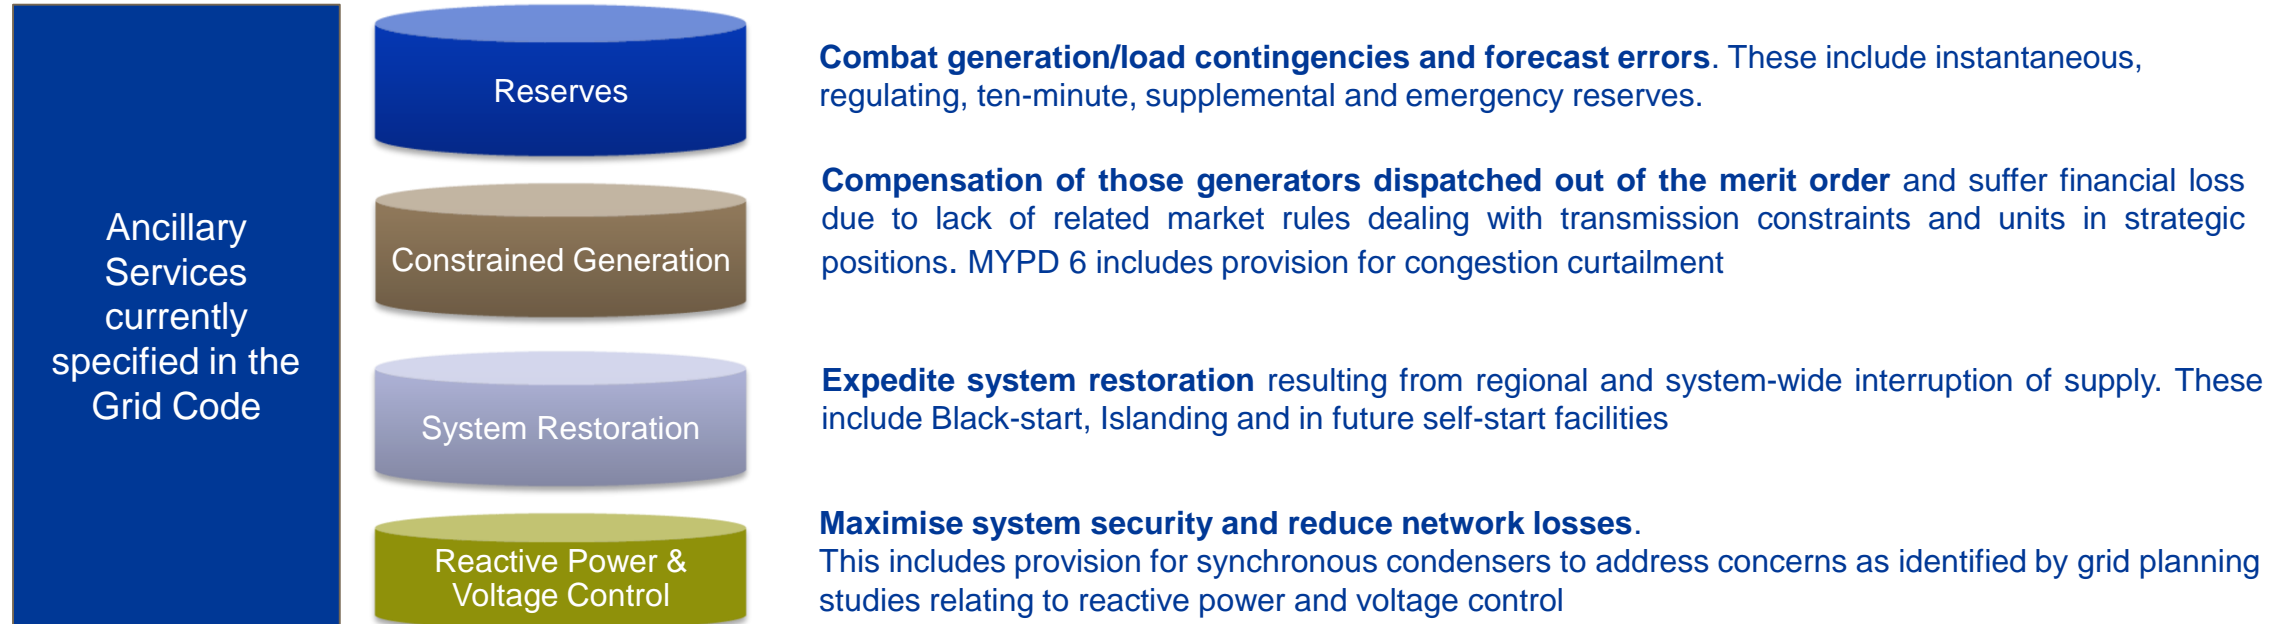 Ancillary
Services
currently
specified in the
Grid Code
Reserves
Combat generation/load contingencies and forecast errors. These include instantaneous,
regulating, ten-minute, supplemental and emergency reserves.
Constrained Generation
Compensation of those generators dispatched out of the merit order and suffer financial loss
due to lack of related market rules dealing with transmission constraints and units in strategic
positions. MYPD 6 includes provision for congestion curtailment
System Restoration
Expedite system restoration resulting from regional and system-wide interruption of supply. These
include Black-start, Islanding and in future self-start facilities
Reactive Power &
Voltage Control
Maximise system security and reduce network losses.
This includes provision for synchronous condensers to address concerns as identified by grid planning
studies relating to reactive power and voltage control